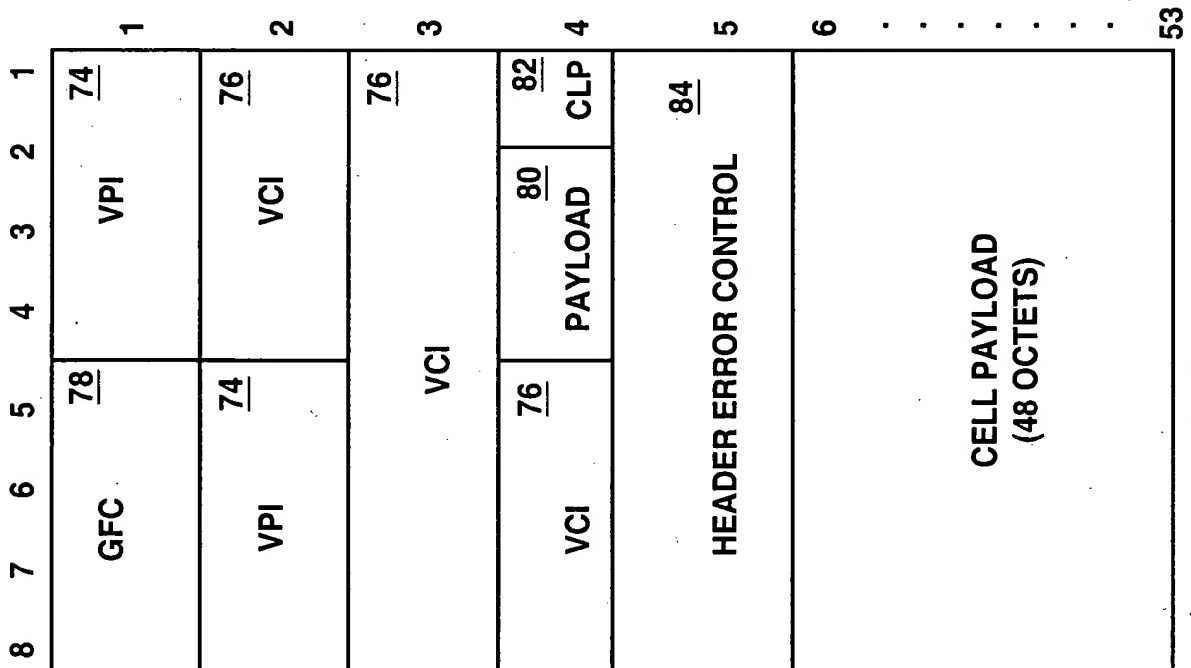 8 7 6 5 4 3 2 1
78 74
GFC VPI 1
74 76
VPI VCI 2
76
VCI 3
76 80 82
VCI PAYLOAD CLP 4
84
HEADER ERROR CONTROL 5
6
CELL PAYLOAD
(48 OCTETS)
53